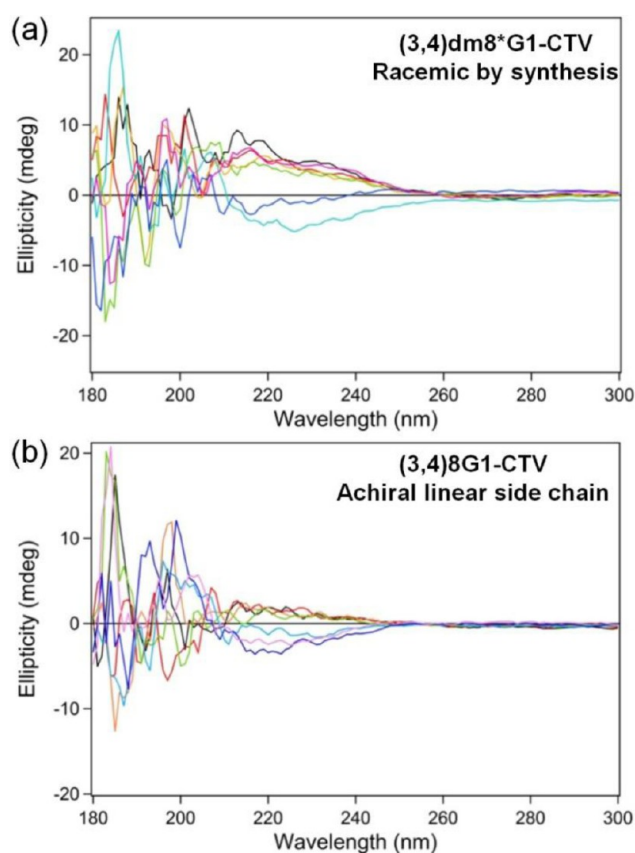 (a)
(3,4)dm8*G1-CTV
Racemic by synthesis
20
10
0
-10
-20
Ellipticity (mdeg)
180 200 220 240 260 280 300
Wavelength (nm)
(b)
(3,4)8G1-CTV
Achiral linear side chain
20
10
0
-10
-20
Ellipticity (mdeg)
180 200 220 240 260 280 300
Wavelength (nm)